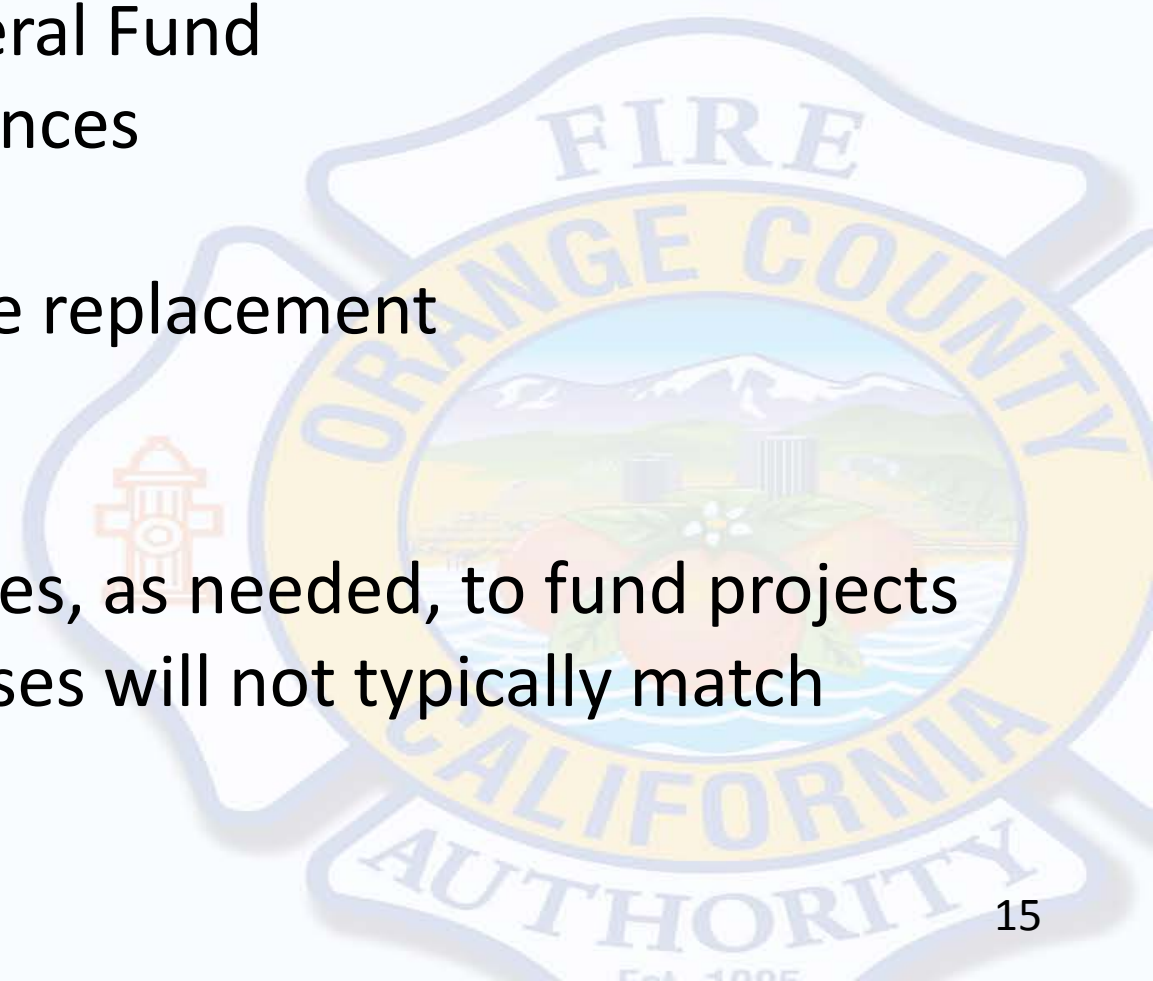 eral Fund
nces
e replacement
es, as needed, to fund projects
ses will not typically match
FIRE
ORANGE COUNTY
CALIFORNIA
AUTHORITY
15